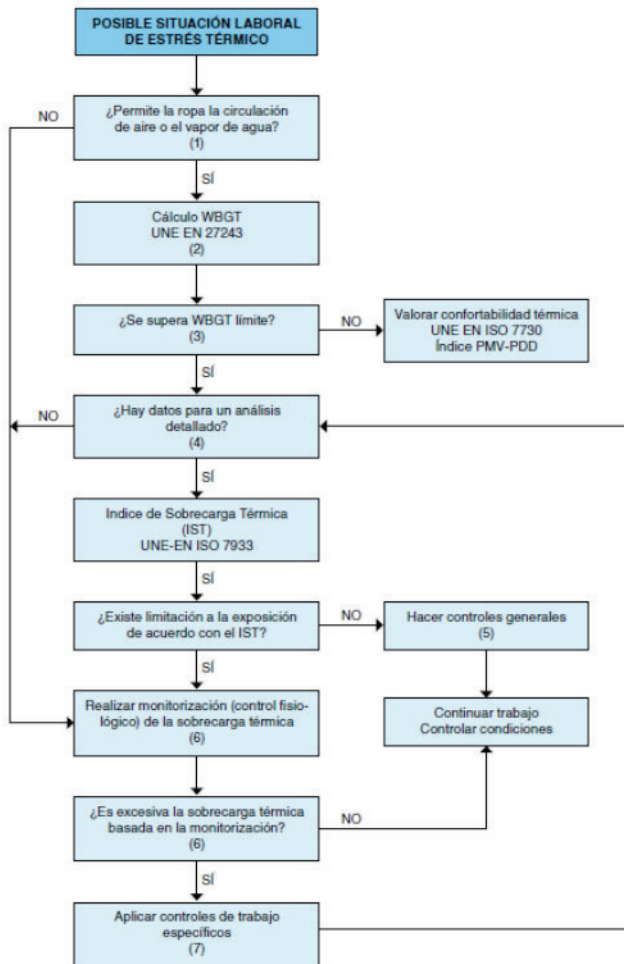 POSIBLE SITUACIÓN LABORAL
DE ESTRÉS TÉRMICO
NO
¿Permite la ropa la circulación
de aire o el vapor de agua?
(1)
SÍ
Cálculo WBGT
UNE EN 27243
(2)
¿Se supera WBGT límite?
(3)
NO
Valorar confortabilidad térmica
UNE EN ISO 7730
Índice PMV-PDD
SÍ
NO
¿Hay datos para un análisis
detallado?
(4)
SÍ
Indice de Sobrecarga Térmica
(IST)
UNE-EN ISO 7933
SÍ
¿Existe limitación a la exposición
de acuerdo con el IST?
NO
Hacer controles generales
(5)
SÍ
Realizar monitorización (control fisio-
lógico) de la sobrecarga térmica
(6)
Continuar trabajo
Controlar condiciones
¿Es excesiva la sobrecarga térmica
basada en la monitorización?
(6)
NO
SÍ
Aplicar controles de trabajo
específicos
(7)